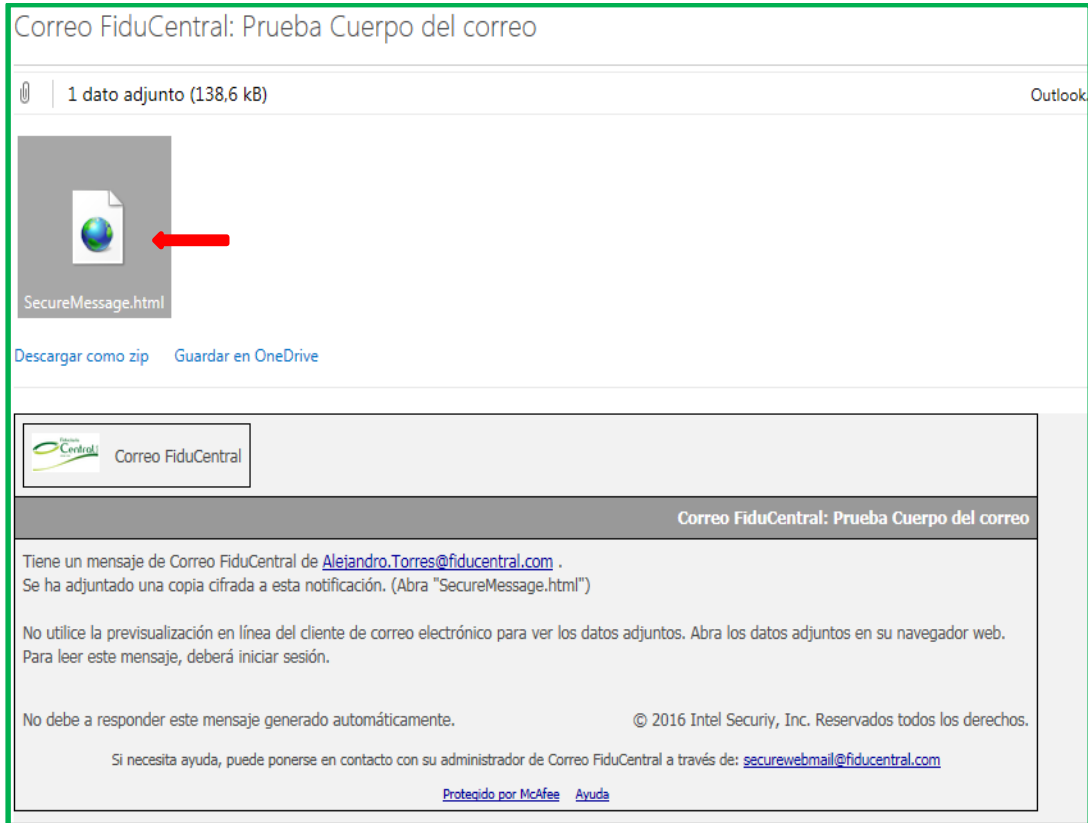 Correo FiduCentral: Prueba Cuerpo del correo
1 dato adjunto (138,6 kB)
Outlook.
SecureMessage.html
Descargar como zip Guardar en OneDrive
Fiduciaria
Central
Correo FiduCentral
Correo FiduCentral: Prueba Cuerpo del correo
Tiene un mensaje de Correo FiduCentral de Alejandro.Torres@fiducentral.com .
Se ha adjuntado una copia cifrada a esta notificación. (Abra "SecureMessage.html")
No utilice la previsualización en línea del cliente de correo electrónico para ver los datos adjuntos. Abra los datos adjuntos en su navegador web.
Para leer este mensaje, deberá iniciar sesión.
No debe a responder este mensaje generado automáticamente.
© 2016 Intel Securiy, Inc. Reservados todos los derechos.
Si necesita ayuda, puede ponerse en contacto con su administrador de Correo FiduCentral a través de: securewebmail@fiducentral.com
Protegido por McAfee Ayuda